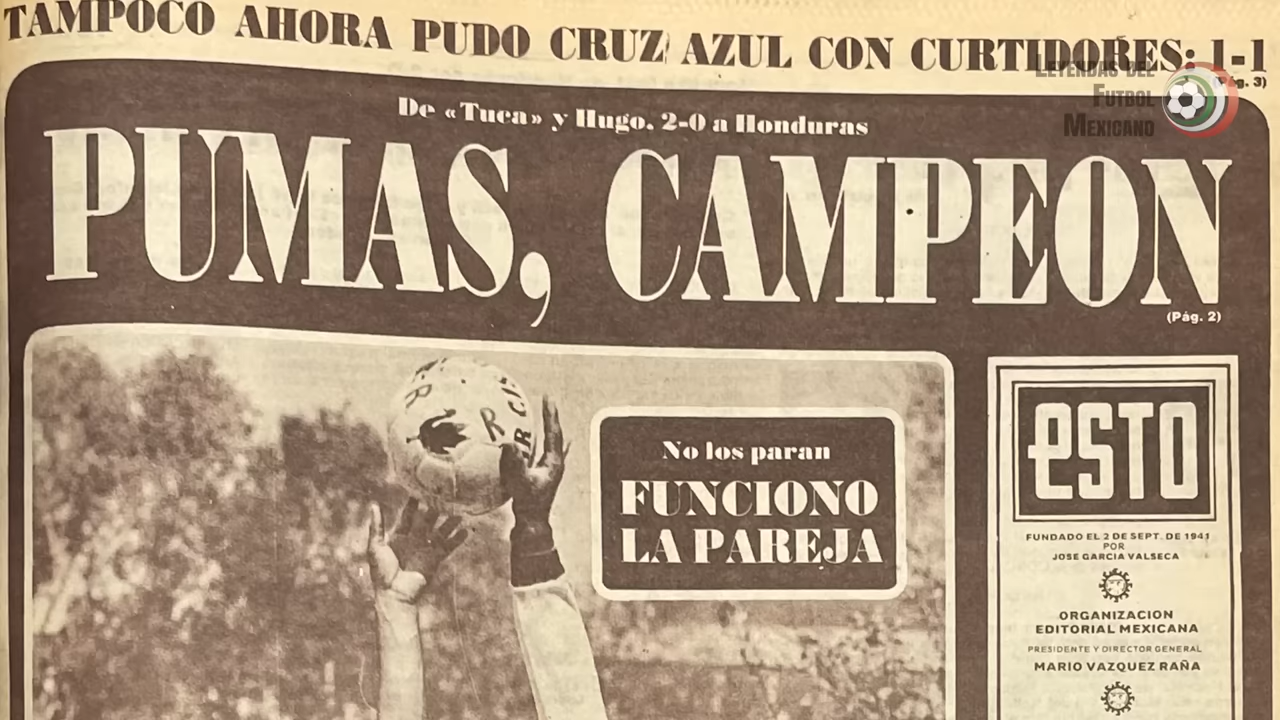 TAMPOCO AHORA PUDO CRUZ AZUL CON CURTIDORES: 1-1
(Pág. 3)
LEYENDAS DEL
FUTBOL
MEXICANO
De «Tuca» y Hugo, 2-0 a Honduras
PUMAS, CAMPEON
(Pág. 2)
R
R
RCI
No los paran
FUNCIONO
LA PAREJA
esto
FUNDADO EL 2 DE SEPT. DE 1941
POR
JOSE GARCIA VALSECA
ORGANIZACION
EDITORIAL MEXICANA
PRESIDENTE Y DIRECTOR GENERAL
MARIO VAZQUEZ RAÑA